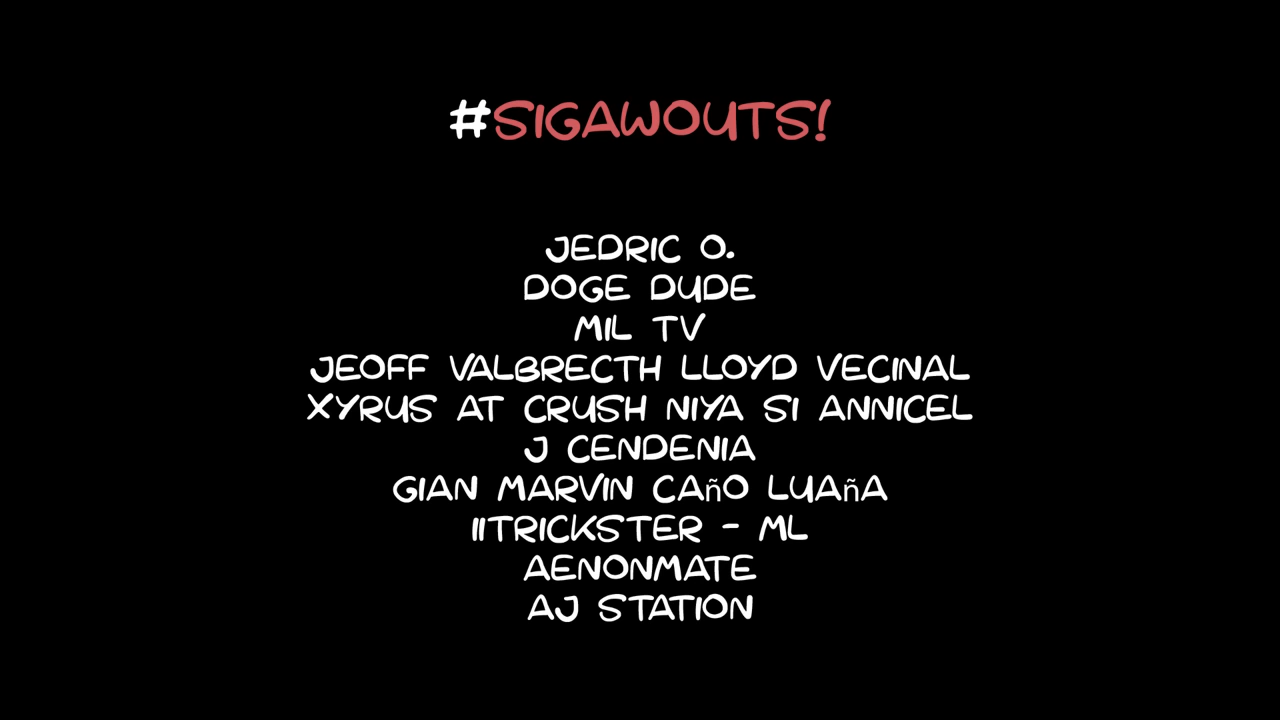 #SIGAWOUTS!
JEDRIC O.
DOGE DUDE
MIL TV
JEOFF VALBRECTH LLOYD VECINAL
XYRUS AT CRUSH NIYA SI ANNICEL
J CENDENIA
GIAN MARVIN CAñO LUAñA
IITRICKSTER - ML
AENONMATE
AJ STATION